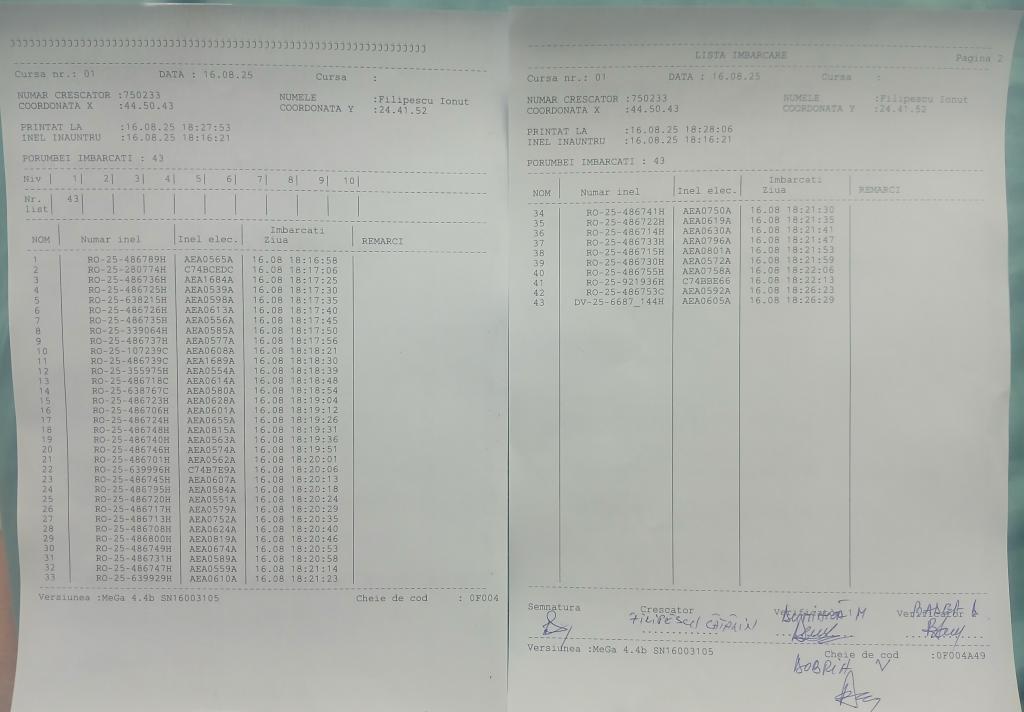 Cursa nr.: 01 DATA : 16.08.25 Cursa :
NUMAR CRESCATOR :750233 NUMELE :Filipescu Ionut
COORDONATA X :44.50.43 COORDONATA Y :24.41.52
PRINTAT LA :16.08.25 18:27:53
INEL INAUNTRU :16.08.25 18:16:21
PORUMBEI IMBARCATI : 43
Niv | 1| 2| 3| 4| 5| 6| 7| 8| 9| 10|
Nr. list | 43| | | | | | | | | |
Imbarcati
NOM | Numar inel | Inel elec. | Ziua | REMARCI
1 RO-25-486789H AEA0565A 16.08 18:16:58
2 RO-25-280774H C74BCEDC 16.08 18:17:06
3 RO-25-486736H AEA1684A 16.08 18:17:25
4 RO-25-486725H AEA0539A 16.08 18:17:30
5 RO-25-638215H AEA0598A 16.08 18:17:35
6 RO-25-486726H AEA0613A 16.08 18:17:40
7 RO-25-486735H AEA0556A 16.08 18:17:45
8 RO-25-339064H AEA0585A 16.08 18:17:50
9 RO-25-486737H AEA0577A 16.08 18:17:56
10 RO-25-107239C AEA0608A 16.08 18:18:21
11 RO-25-486739C AEA1689A 16.08 18:18:30
12 RO-25-355975H AEA0554A 16.08 18:18:39
13 RO-25-486718C AEA0614A 16.08 18:18:48
14 RO-25-638767C AEA0580A 16.08 18:18:54
15 RO-25-486723H AEA0628A 16.08 18:19:04
16 RO-25-486706H AEA0601A 16.08 18:19:12
17 RO-25-486724H AEA0655A 16.08 18:19:26
18 RO-25-486748H AEA0815A 16.08 18:19:31
19 RO-25-486740H AEA0563A 16.08 18:19:36
20 RO-25-486746H AEA0574A 16.08 18:19:51
21 RO-25-486701H AEA0562A 16.08 18:20:01
22 RO-25-639996H C74B7E9A 16.08 18:20:06
23 RO-25-486745H AEA0607A 16.08 18:20:13
24 RO-25-486795H AEA0584A 16.08 18:20:18
25 RO-25-486720H AEA0551A 16.08 18:20:24
26 RO-25-486717H AEA0579A 16.08 18:20:29
27 RO-25-486713H AEA0752A 16.08 18:20:35
28 RO-25-486708H AEA0624A 16.08 18:20:40
29 RO-25-486800H AEA0819A 16.08 18:20:46
30 RO-25-486749H AEA0674A 16.08 18:20:53
31 RO-25-486731H AEA0589A 16.08 18:20:58
32 RO-25-486747H AEA0559A 16.08 18:21:14
33 RO-25-639929H AEA0610A 16.08 18:21:23
Versiunea :MeGa 4.4b SN16003105 Cheie de cod : 0F004
LISTA IMBARCARE Pagina 2
Cursa nr.: 01 DATA : 16.08.25 Cursa :
NUMAR CRESCATOR :750233 NUMELE :Filipescu Ionut
COORDONATA X :44.50.43 COORDONATA Y :24.41.52
PRINTAT LA :16.08.25 18:28:06
INEL INAUNTRU :16.08.25 18:16:21
PORUMBEI IMBARCATI : 43
Imbarcati
NOM | Numar inel | Inel elec. | Ziua | REMARCI
34 RO-25-486741H AEA0750A 16.08 18:21:30
35 RO-25-486722H AEA0619A 16.08 18:21:35
36 RO-25-486714H AEA0630A 16.08 18:21:41
37 RO-25-486733H AEA0796A 16.08 18:21:47
38 RO-25-486715H AEA0801A 16.08 18:21:53
39 RO-25-486730H AEA0572A 16.08 18:21:59
40 RO-25-486755H AEA0758A 16.08 18:22:06
41 RO-25-921936H C74BBE66 16.08 18:22:13
42 RO-25-486753C AEA0592A 16.08 18:26:23
43 DV-25-6687_144H AEA0605A 16.08 18:26:29
Semnatura Crescator
FILIPESCU CĂTĂLIN
Versiunea :MeGa 4.4b SN16003105 Cheie de cod :0F004A49